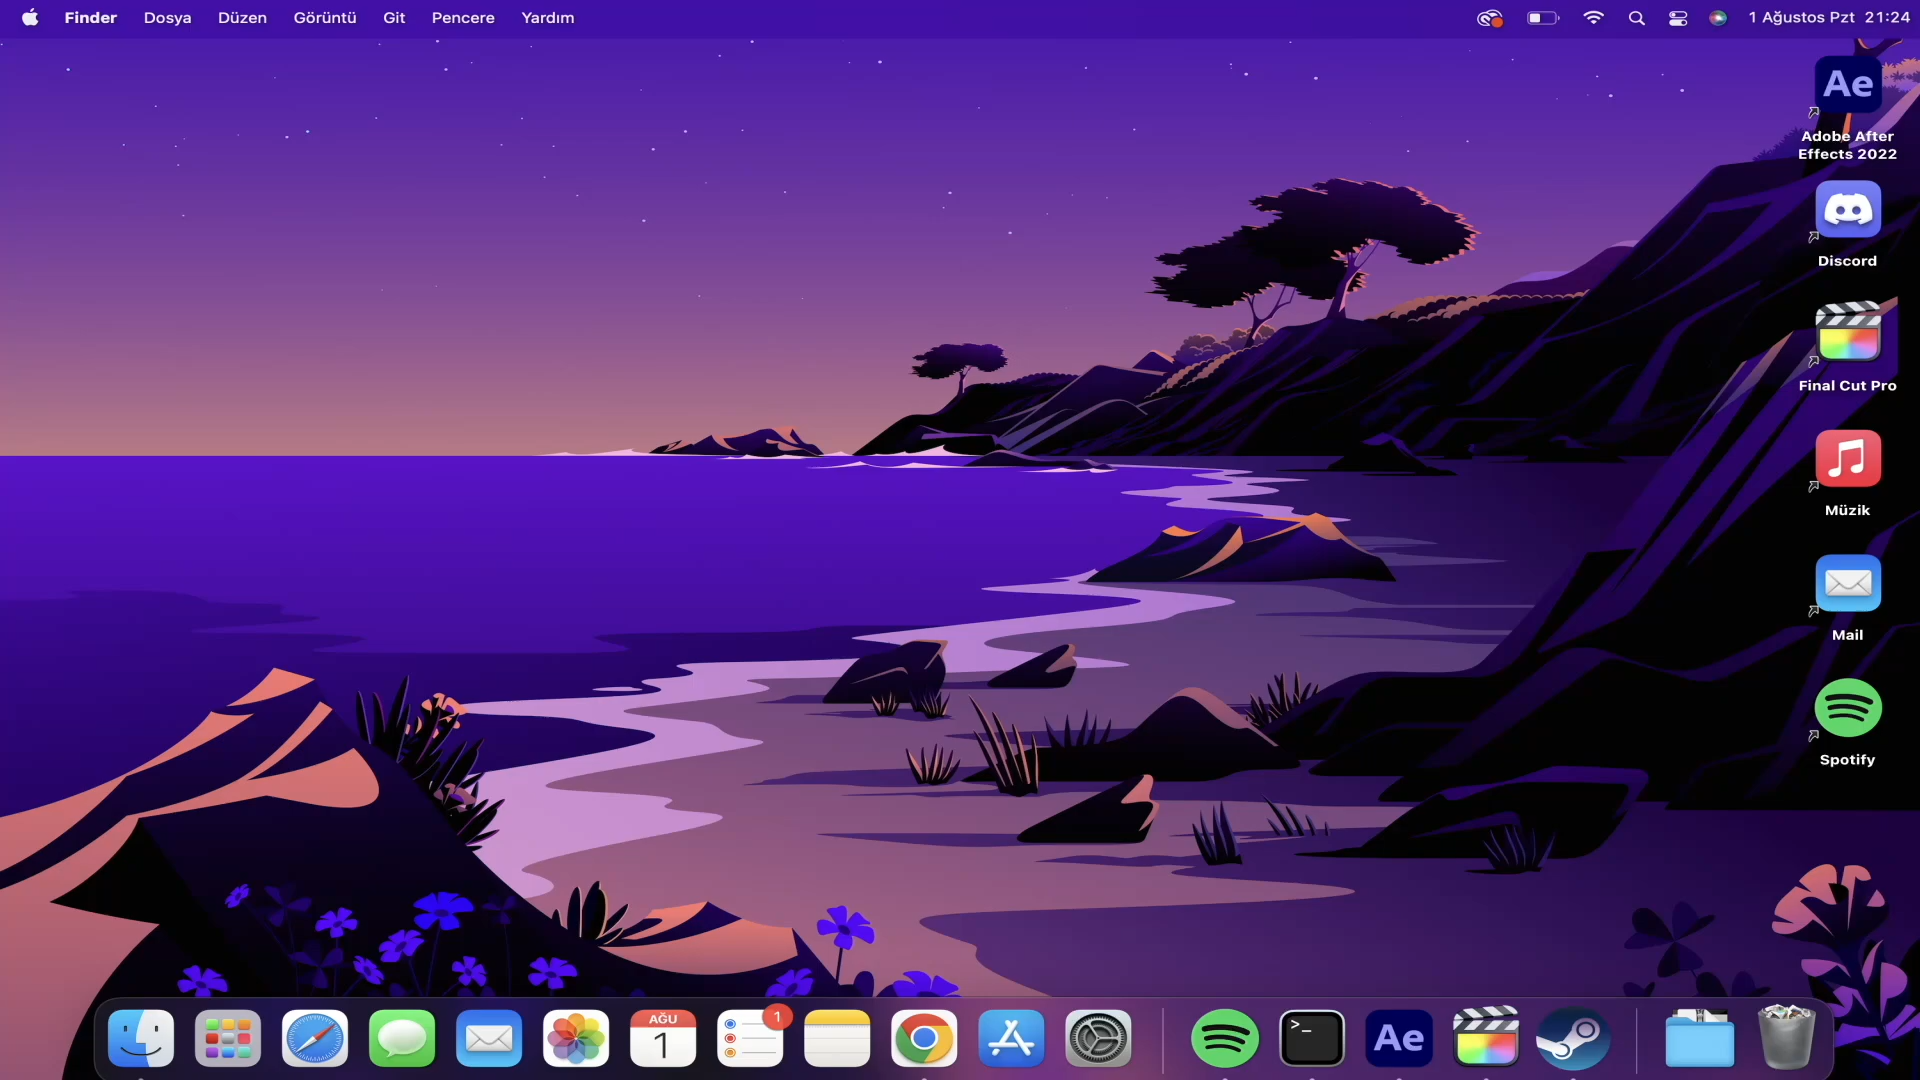 Finder Dosya Düzen Görüntü Git Pencere Yardım
1 Ağustos Pzt 21:24
Ae
Adobe After
Effects 2022
Discord
Final Cut Pro
Müzik
Mail
Spotify
AĞU
1
1
>_
Ae